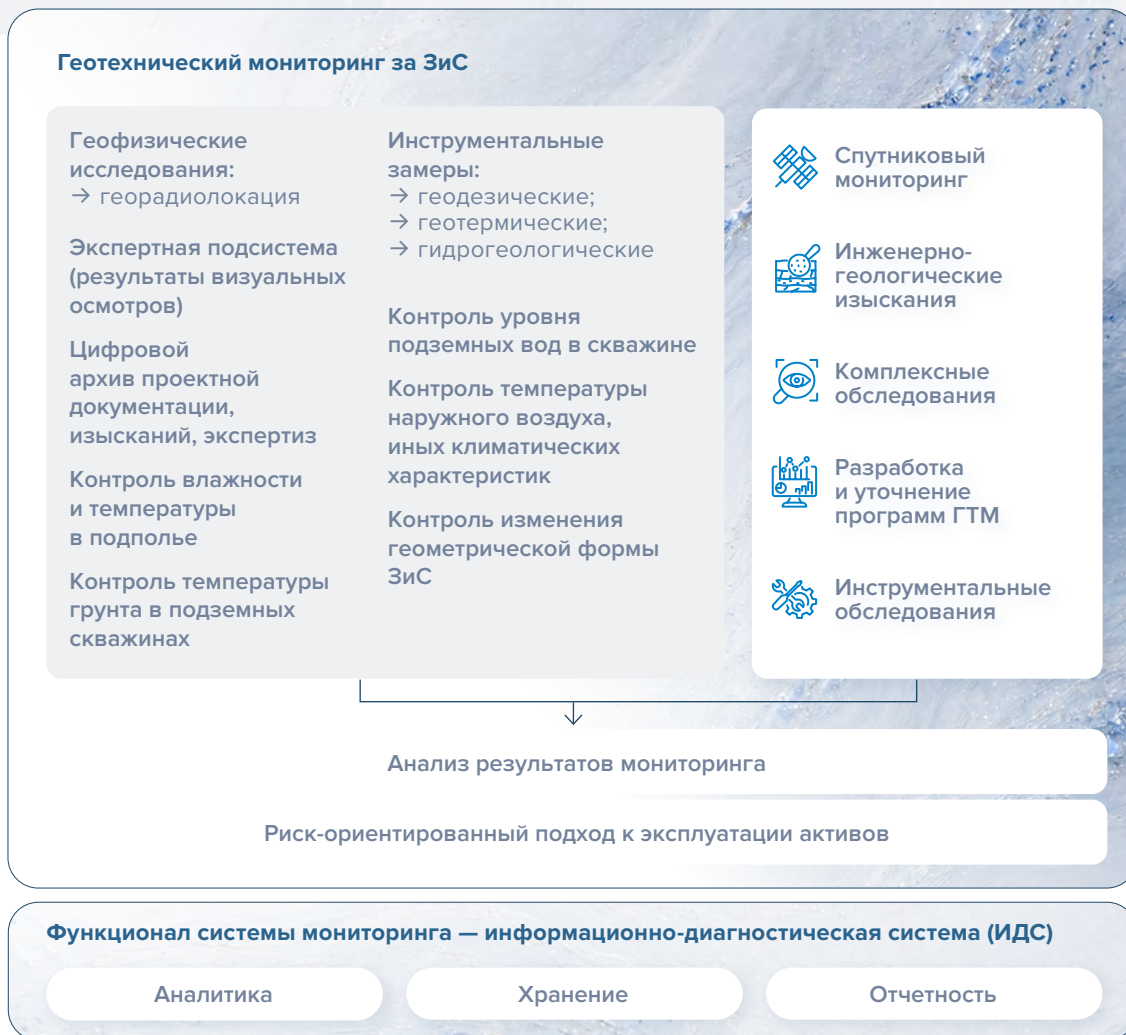 Геотехнический мониторинг за ЗиС
Геофизические
исследования:
→ георадиолокация
Экспертная подсистема
(результаты визуальных
осмотров)
Цифровой
архив проектной
документации,
изысканий, экспертиз
Контроль влажности
и температуры
в подполье
Контроль температуры
грунта в подземных
скважинах
Инструментальные
замеры:
→ геодезические;
→ геотермические;
→ гидрогеологические
Контроль уровня
подземных вод в скважине
Контроль температуры
наружного воздуха,
иных климатических
характеристик
Контроль изменения
геометрической формы
ЗиС
Спутниковый
мониторинг
Инженерно-
геологические
изыскания
Комплексные
обследования
Разработка
и уточнение
программ ГТМ
Инструментальные
обследования
Анализ результатов мониторинга
Риск-ориентированный подход к эксплуатации активов
Функционал системы мониторинга — информационно-диагностическая система (ИДС)
Аналитика
Хранение
Отчетность